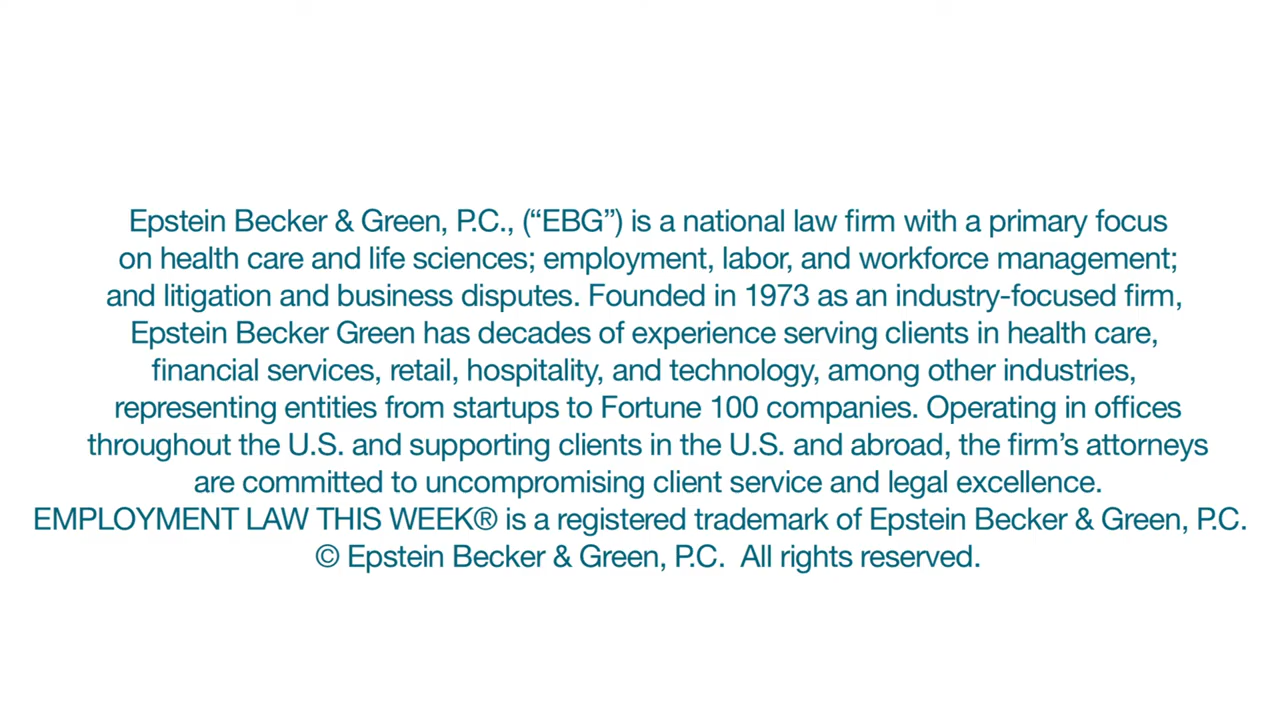 Epstein Becker & Green, P.C., (“EBG”) is a national law firm with a primary focus
on health care and life sciences; employment, labor, and workforce management;
and litigation and business disputes. Founded in 1973 as an industry-focused firm,
Epstein Becker Green has decades of experience serving clients in health care,
financial services, retail, hospitality, and technology, among other industries,
representing entities from startups to Fortune 100 companies. Operating in offices
throughout the U.S. and supporting clients in the U.S. and abroad, the firm’s attorneys
are committed to uncompromising client service and legal excellence.
EMPLOYMENT LAW THIS WEEK® is a registered trademark of Epstein Becker & Green, P.C.
© Epstein Becker & Green, P.C.  All rights reserved.